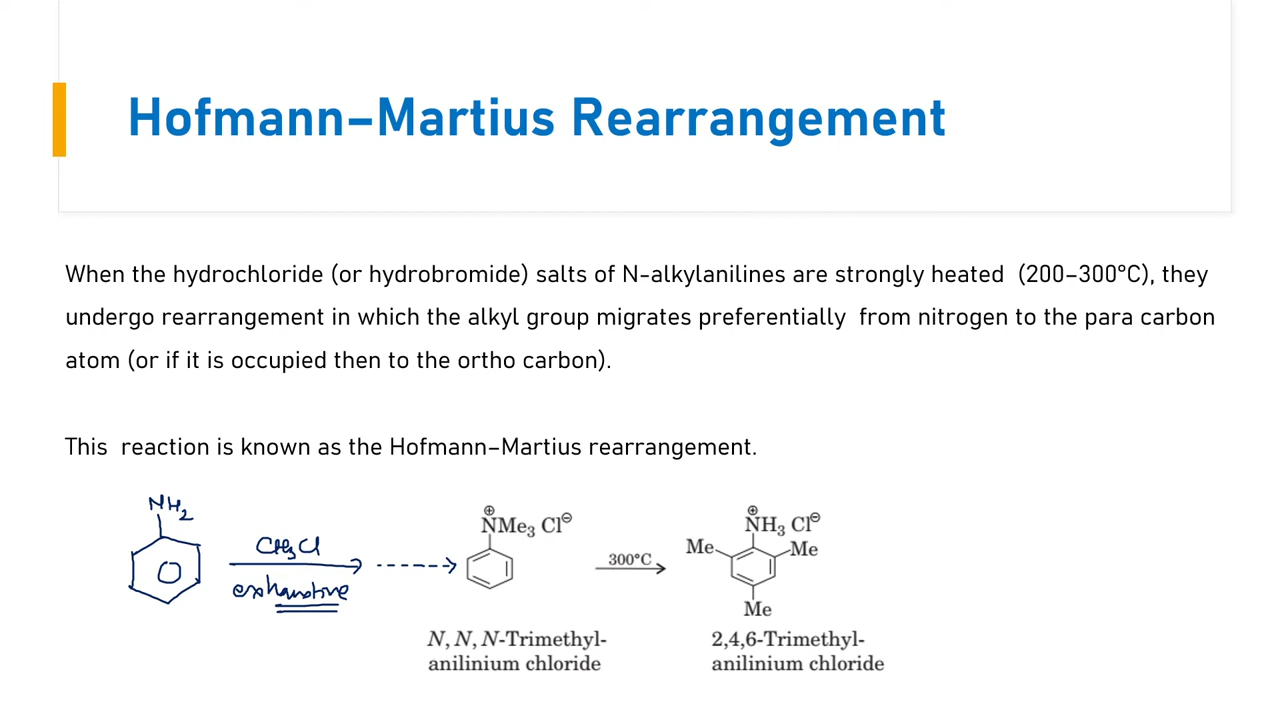 Hofmann–Martius Rearrangement
When the hydrochloride (or hydrobromide) salts of N-alkylanilines are strongly heated (200–300°C), they
undergo rearrangement in which the alkyl group migrates preferentially from nitrogen to the para carbon
atom (or if it is occupied then to the ortho carbon).
This reaction is known as the Hofmann–Martius rearrangement.
NH₂
CH₃Cl
exhaustive
⊕
NMe₃ Cl⊖
300°C
⊕
NH₃ Cl⊖
Me Me
Me
N, N, N-Trimethyl-
anilinium chloride
2,4,6-Trimethyl-
anilinium chloride